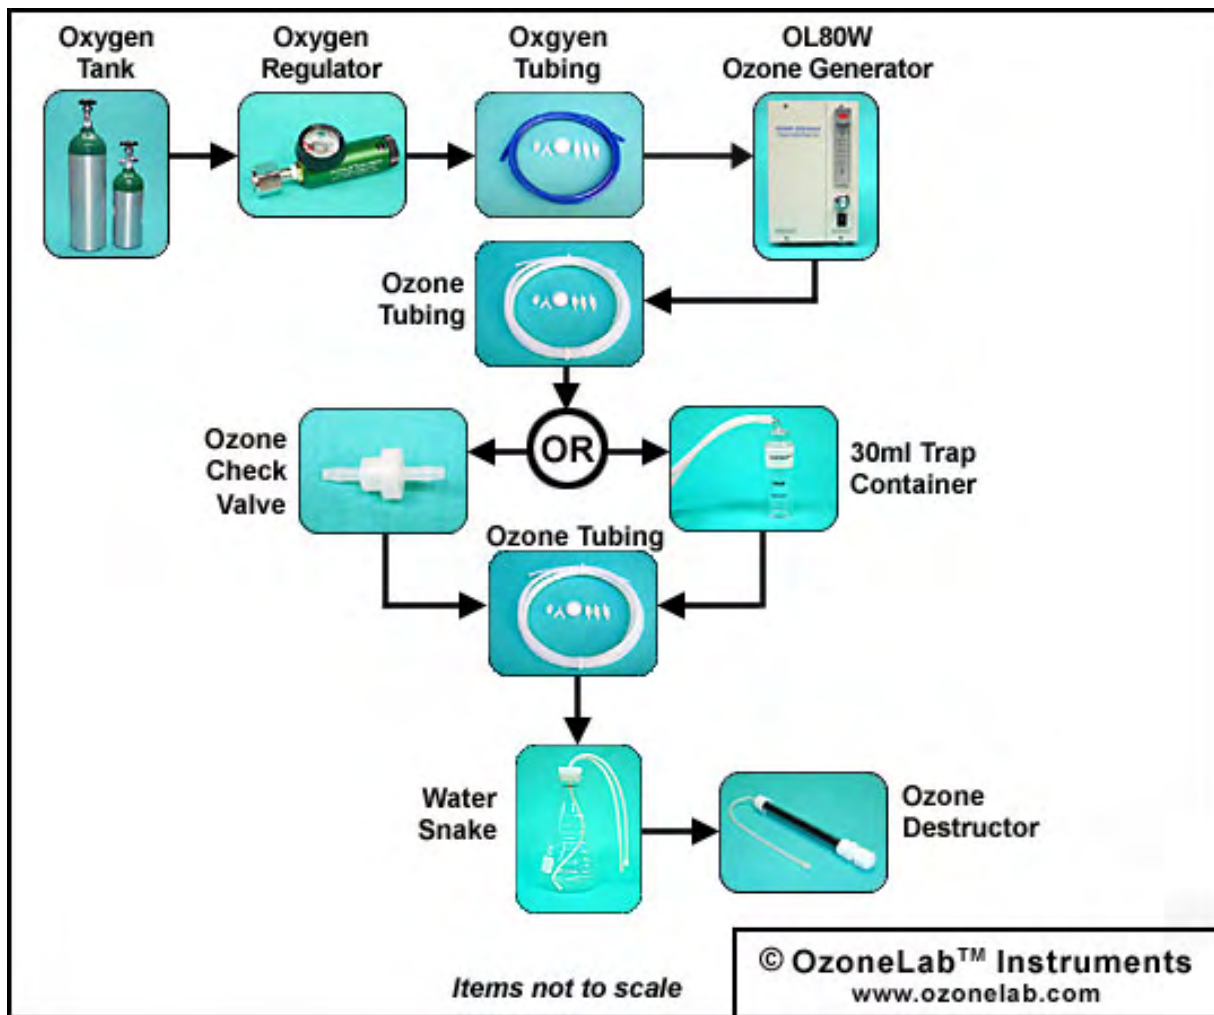 Oxygen
Tank
Oxygen
Regulator
Oxgyen
Tubing
OL80W
Ozone Generator
Ozone
Tubing
OR
Ozone
Check
Valve
30ml Trap
Container
Ozone Tubing
Water
Snake
Ozone
Destructor
Items not to scale
© OzoneLab™ Instruments
www.ozonelab.com